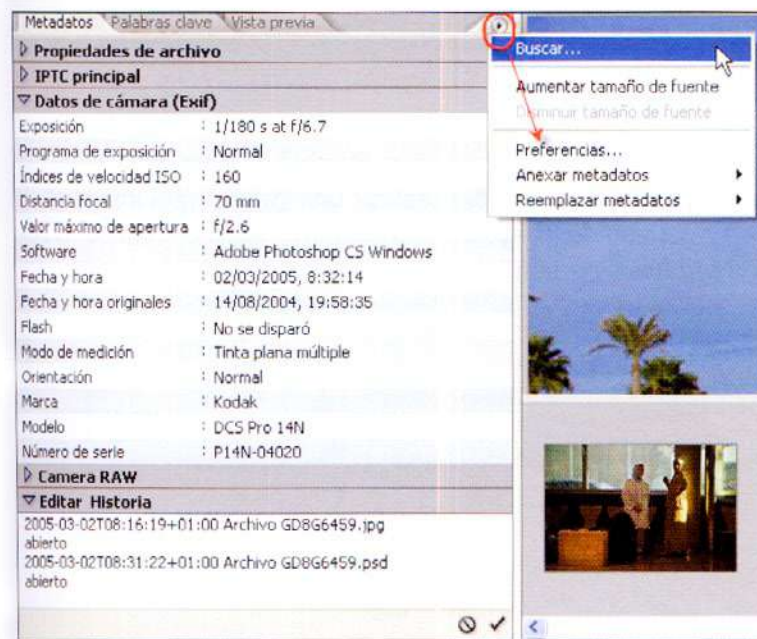 Metadatos Palabras clave Vista previa
Propiedades de archivo
IPTC principal
Datos de cámara (Exif)
Exposición : 1/180 s at f/6.7
Programa de exposición : Normal
Índices de velocidad ISO : 160
Distancia focal : 70 mm
Valor máximo de apertura : f/2.6
Software : Adobe Photoshop CS Windows
Fecha y hora : 02/03/2005, 8:32:14
Fecha y hora originales : 14/08/2004, 19:58:35
Flash : No se disparó
Modo de medición : Tinta plana múltiple
Orientación : Normal
Marca : Kodak
Modelo : DCS Pro 14N
Número de serie : P14N-04020
Camera RAW
Editar Historia
2005-03-02T08:16:19+01:00 Archivo GD8G6459.jpg
abierto
2005-03-02T08:31:22+01:00 Archivo GD8G6459.psd
abierto
Buscar...
Aumentar tamaño de fuente
Disminuir tamaño de fuente
Preferencias...
Anexar metadatos
Reemplazar metadatos